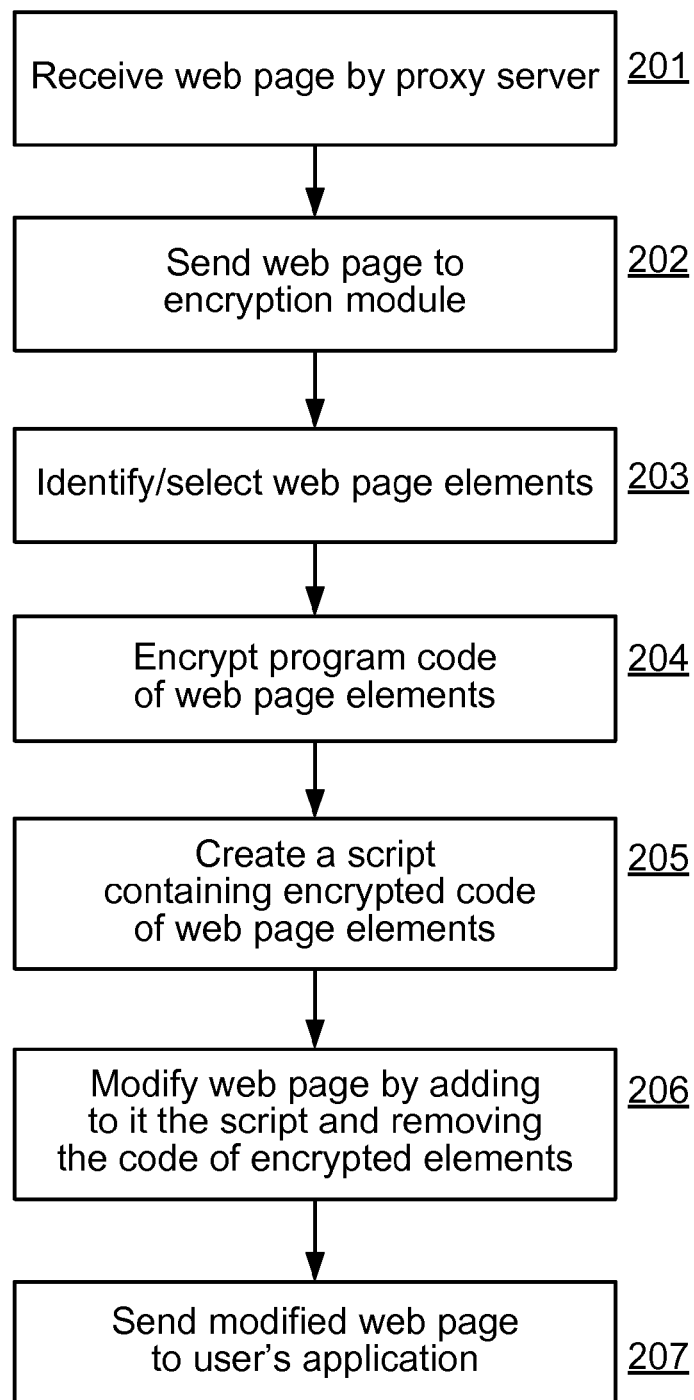 Receive web page by proxy server
201
Send web page to
encryption module
202
Identify/select web page elements
203
Encrypt program code
of web page elements
204
Create a script
containing encrypted code
of web page elements
205
Modify web page by adding
to it the script and removing
the code of encrypted elements
206
Send modified web page
to user's application
207